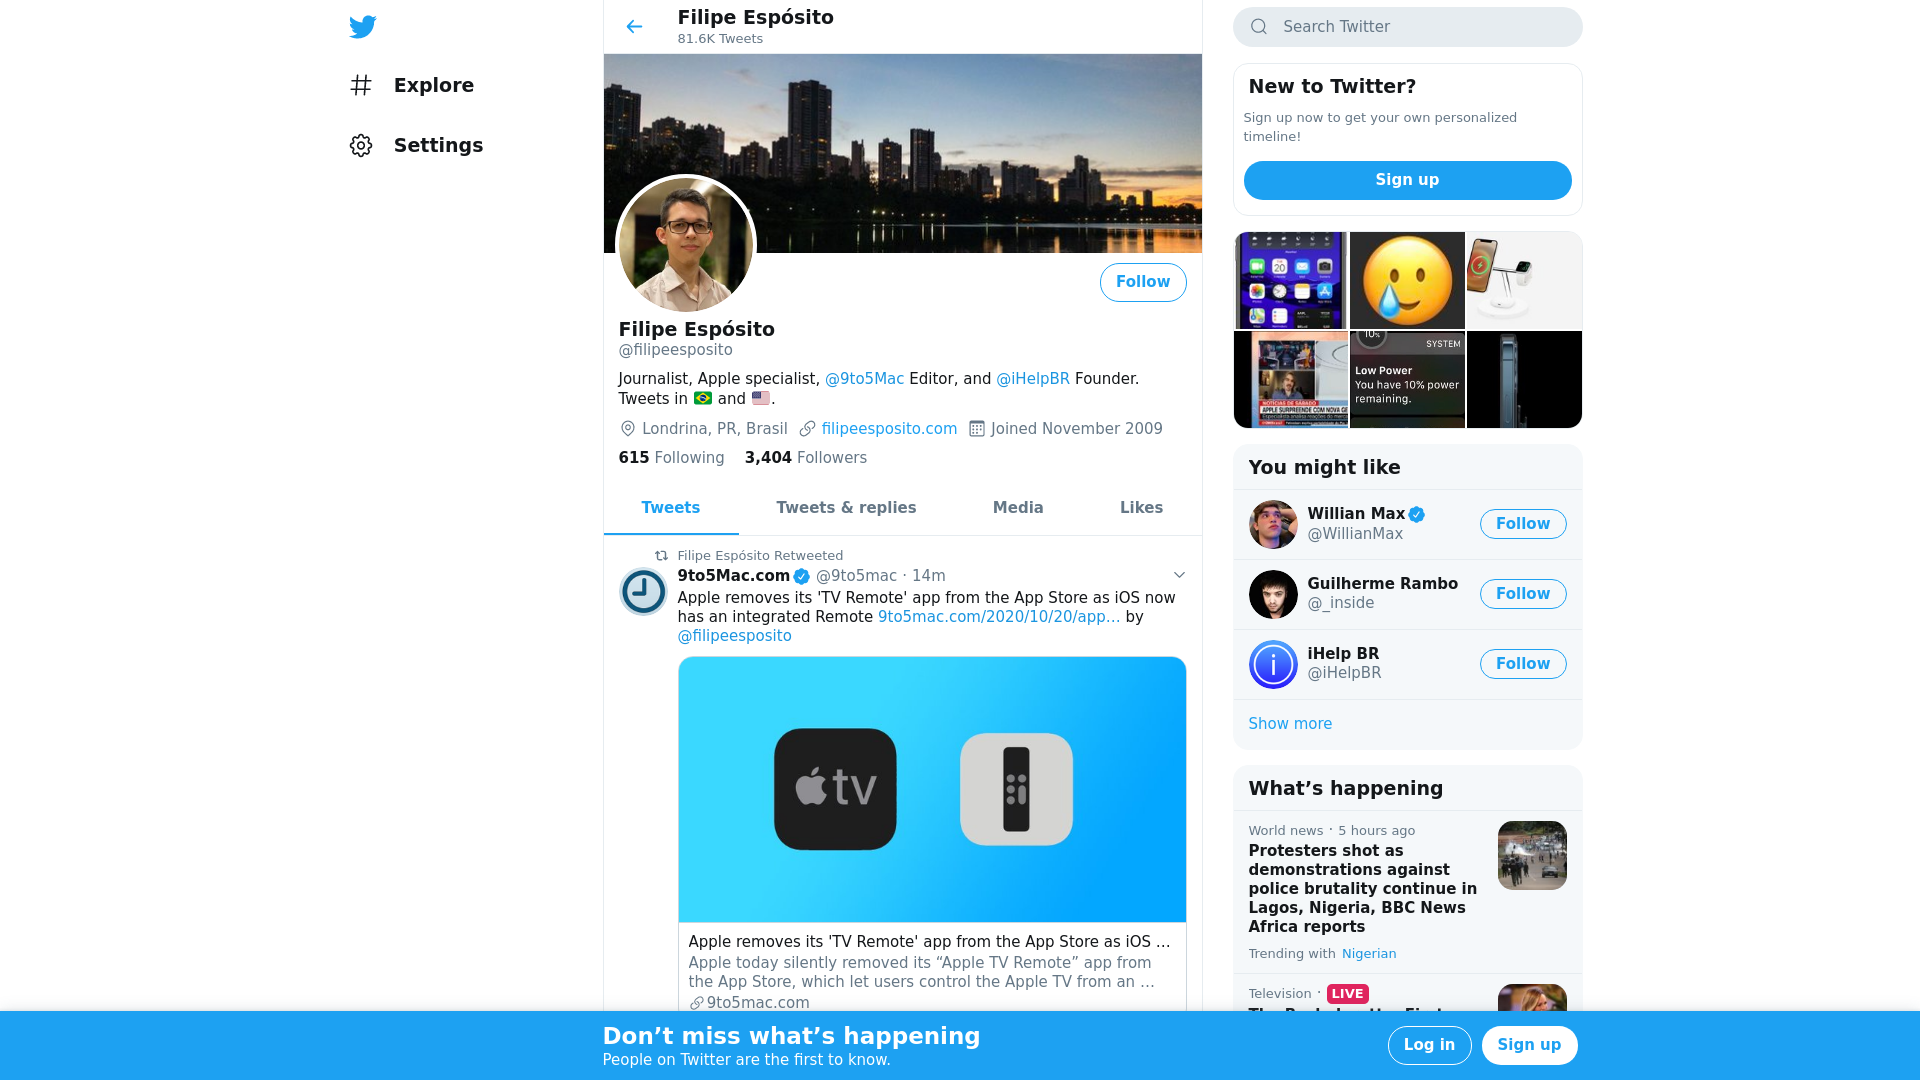 Explore
Settings
Filipe Espósito
81.6K Tweets
Follow
Filipe Espósito
@filipeesposito
Journalist, Apple specialist, @9to5Mac Editor, and @iHelpBR Founder.
Tweets in 🇧🇷 and 🇺🇸.
Londrina, PR, Brasil filipeesposito.com Joined November 2009
615 Following 3,404 Followers
Tweets Tweets & replies Media Likes
Filipe Espósito Retweeted
9to5Mac.com @9to5mac · 14m
Apple removes its 'TV Remote' app from the App Store as iOS now
has an integrated Remote 9to5mac.com/2020/10/20/app… by
@filipeesposito
tv
Apple removes its 'TV Remote' app from the App Store as iOS …
Apple today silently removed its “Apple TV Remote” app from
the App Store, which let users control the Apple TV from an …
9to5mac.com
Search Twitter
New to Twitter?
Sign up now to get your own personalized
timeline!
Sign up
20
NOTÍCIAS DE SÁBADO
APPLE SURPREENDE COM NOVA GE
10%
SYSTEM
Low Power
You have 10% power
remaining.
You might like
Willian Max
@WillianMax
Follow
Guilherme Rambo
@_inside
Follow
iHelp BR
@iHelpBR
Follow
Show more
What’s happening
World news · 5 hours ago
Protesters shot as
demonstrations against
police brutality continue in
Lagos, Nigeria, BBC News
Africa reports
Trending with Nigerian
Television · LIVE
Don’t miss what’s happening
People on Twitter are the first to know.
Log in
Sign up